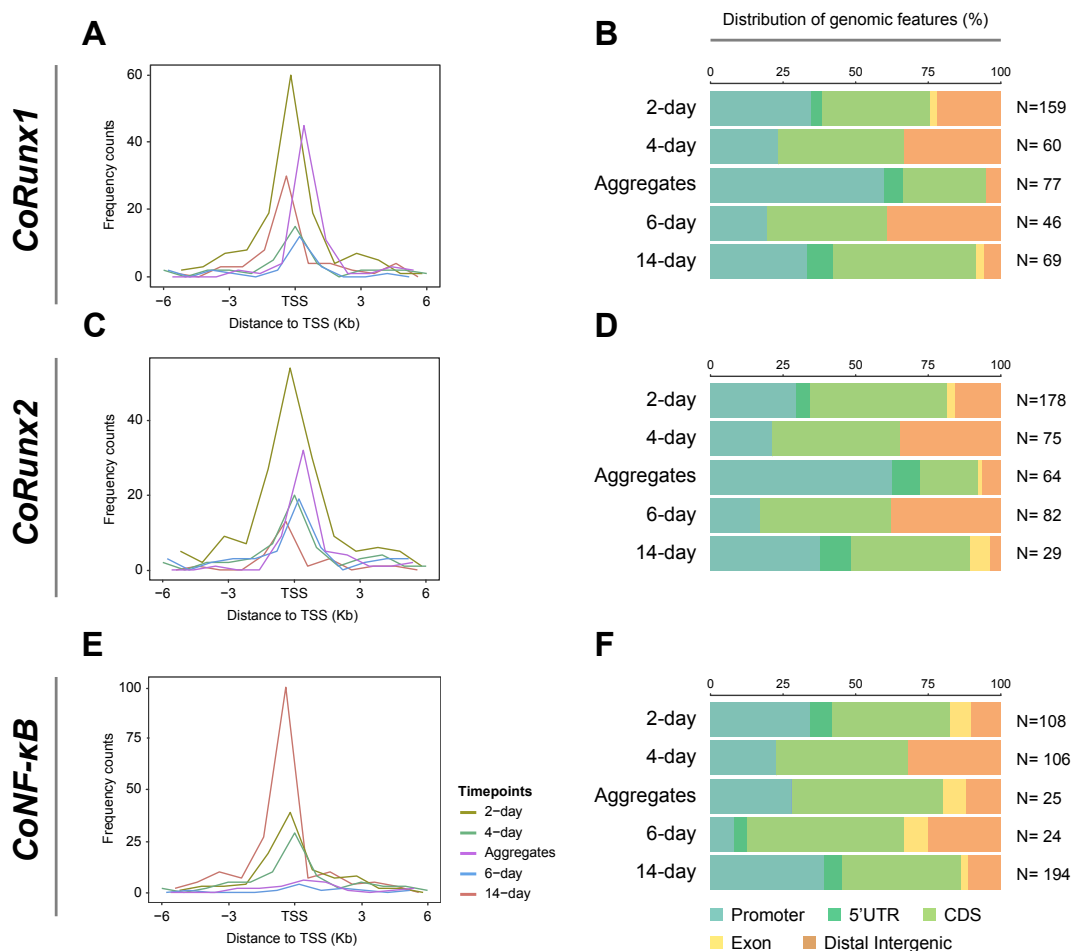 A
B
Distribution of genomic features (%)
CoRunx1
Frequency counts
60
40
20
0
−6
−3
TSS
3
6
Distance to TSS (Kb)
0
25
50
75
100
2-day
N=159
4-day
N= 60
Aggregates
N= 77
6-day
N= 46
14-day
N= 69
C
D
CoRunx2
Frequency counts
40
20
0
−6
−3
TSS
3
6
Distance to TSS (Kb)
0
25
50
75
100
2-day
N=178
4-day
N= 75
Aggregates
N= 64
6-day
N= 82
14-day
N= 29
E
F
CoNF-κB
Frequency counts
100
75
50
25
0
−6
−3
TSS
3
6
Distance to TSS (Kb)
Timepoints
2−day
4−day
Aggregates
6−day
14−day
0
25
50
75
100
2-day
N=108
4-day
N= 106
Aggregates
N= 25
6-day
N= 24
14-day
N= 194
Promoter
5'UTR
CDS
Exon
Distal Intergenic